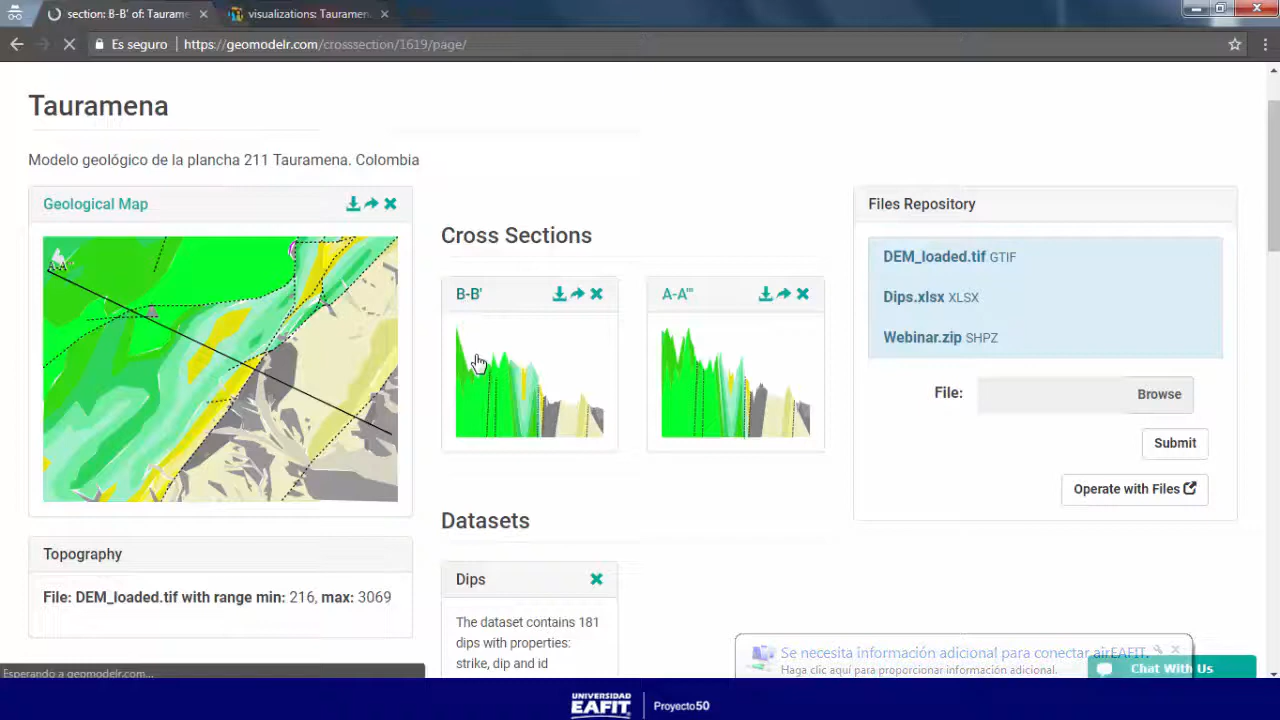 section: B-B' of: Taurame
visualizations: Tauramen
Es seguro
https://geomodelr.com/crosssection/1619/page/
Tauramena
Modelo geológico de la plancha 211 Tauramena. Colombia
Geological Map
Cross Sections
B-B'
A-A'''
Files Repository
DEM_loaded.tif GTIF
Dips.xlsx XLSX
Webinar.zip SHPZ
File:
Browse
Submit
Operate with Files
Topography
File: DEM_loaded.tif with range min: 216, max: 3069
Datasets
Dips
The dataset contains 181
dips with properties:
strike, dip and id
Se necesita información adicional para conectar airEAFIT.
Haga clic aquí para proporcionar información adicional.
Chat With Us
Esperando a geomodelr.com...
UNIVERSIDAD
EAFIT
Proyecto50